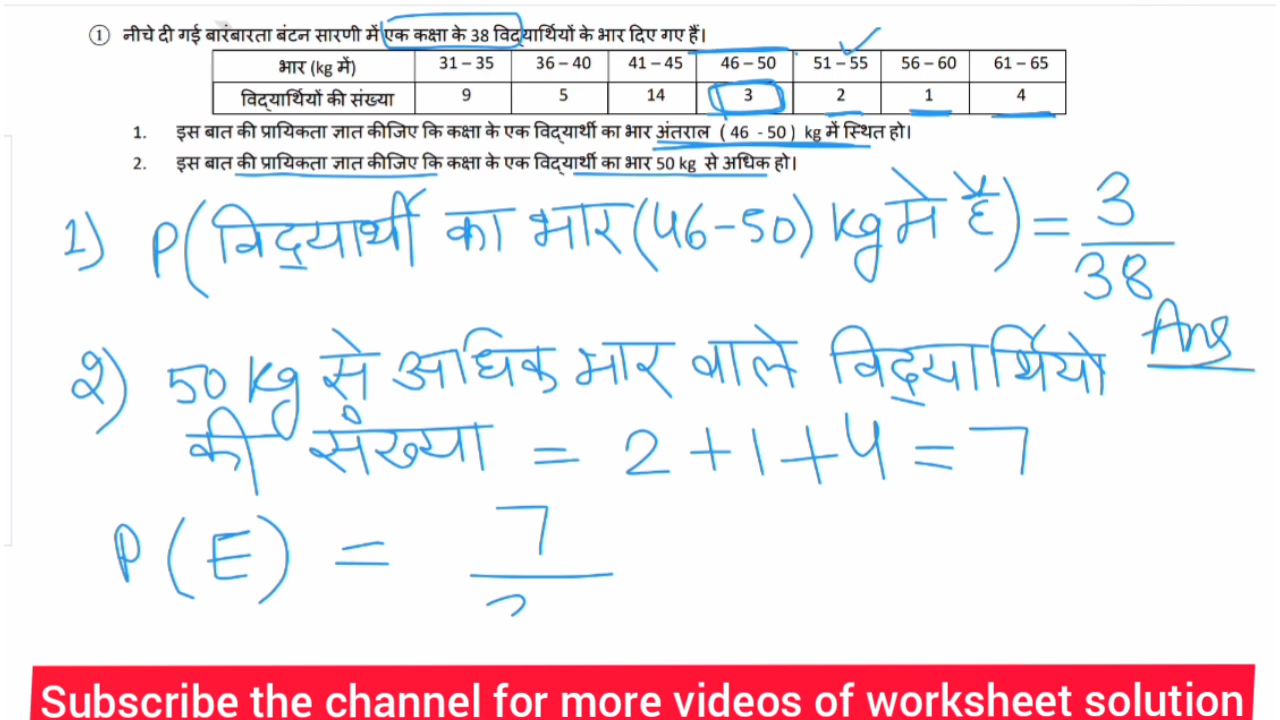 ① नीचे दी गई बारंबारता बंटन सारणी में एक कक्षा के 38 विद्यार्थियों के भार दिए गए हैं।
भार (kg में) 31 – 35 36 – 40 41 – 45 46 – 50 51 – 55 56 – 60 61 – 65
विद्यार्थियों की संख्या 9 5 14 3 2 1 4
1. इस बात की प्रायिकता ज्ञात कीजिए कि कक्षा के एक विद्यार्थी का भार अंतराल ( 46 - 50 ) kg में स्थित हो।
2. इस बात की प्रायिकता ज्ञात कीजिए कि कक्षा के एक विद्यार्थी का भार 50 kg से अधिक हो।
1) P(विद्यार्थी का भार (46-50) kg मे है) = 3/38
Ans
2) 50 kg से अधिक भार वाले विद्यार्थियो
की संख्या = 2+1+4 = 7
P(E) = 7
Subscribe the channel for more videos of worksheet solution